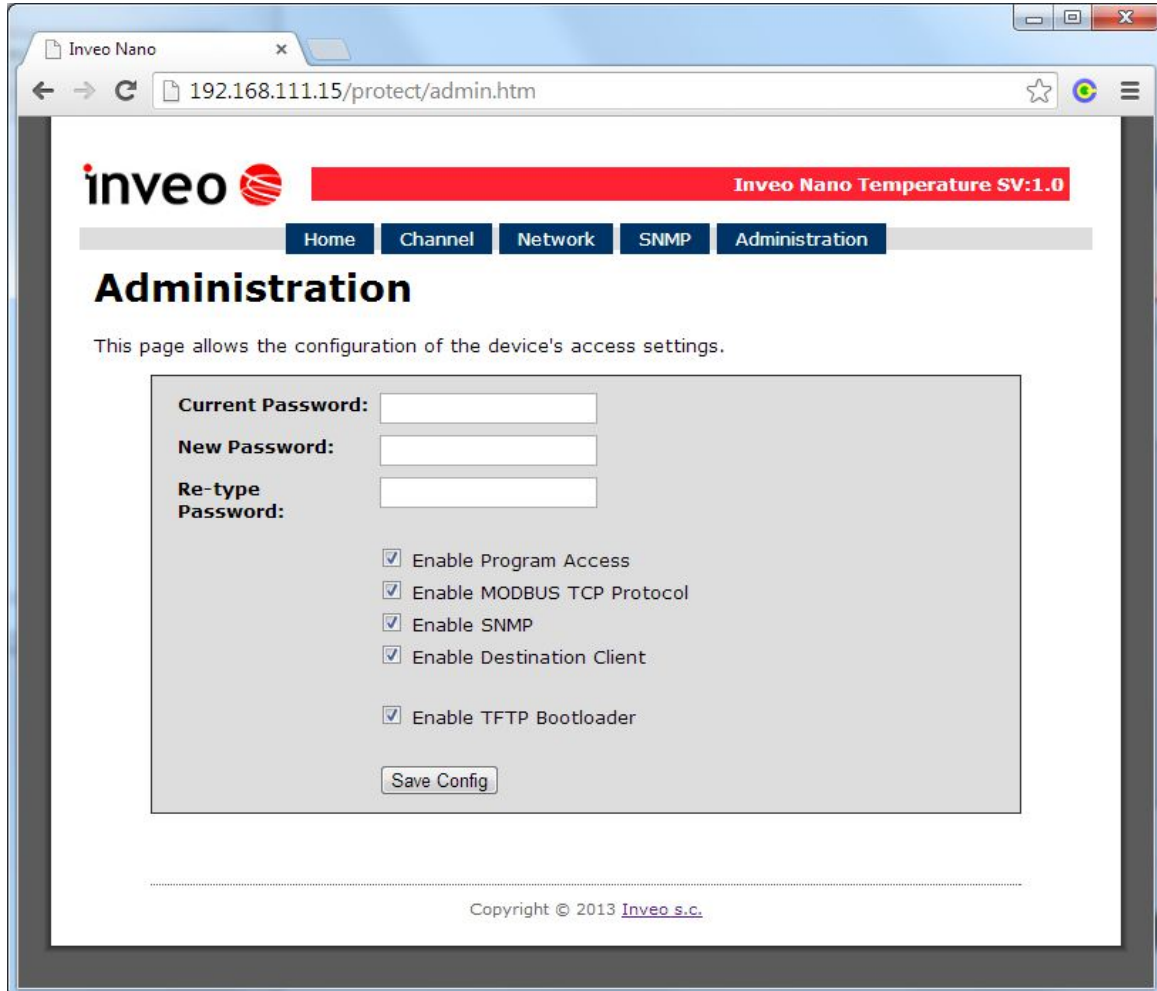 Inveo Nano
192.168.111.15/protect/admin.htm
inveo
Inveo Nano Temperature SV:1.0
Home Channel Network SNMP Administration
Administration
This page allows the configuration of the device's access settings.
Current Password:
New Password:
Re-type
Password:
Enable Program Access
Enable MODBUS TCP Protocol
Enable SNMP
Enable Destination Client
Enable TFTP Bootloader
Save Config
Copyright © 2013 Inveo s.c.